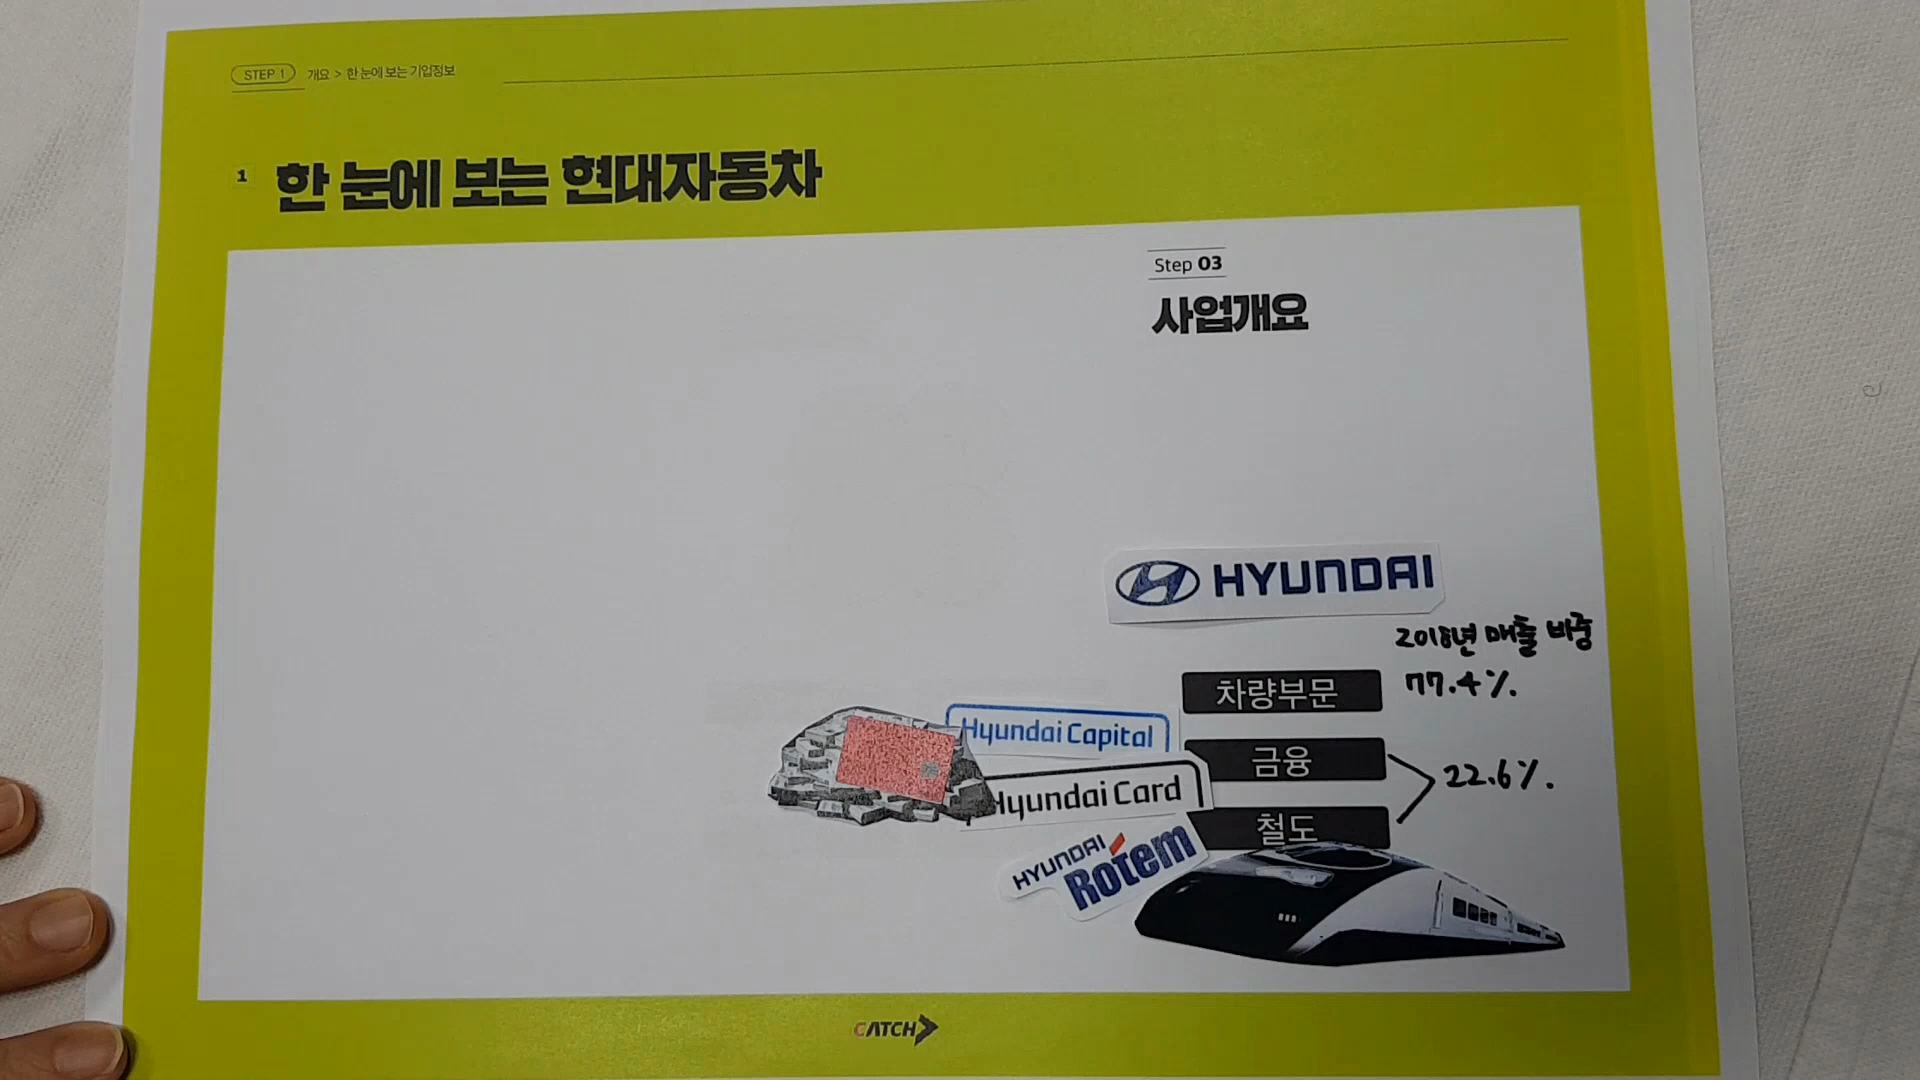 STEP 1 개요 > 한 눈에 보는 기업정보
1 한 눈에 보는 현대자동차
Step 03
사업개요
HYUNDAI
2018년 매출 비중
차량부문 77.4%.
Hyundai Capital
금융
22.6%.
Hyundai Card
철도
HYUNDAI
Rotem
CATCH